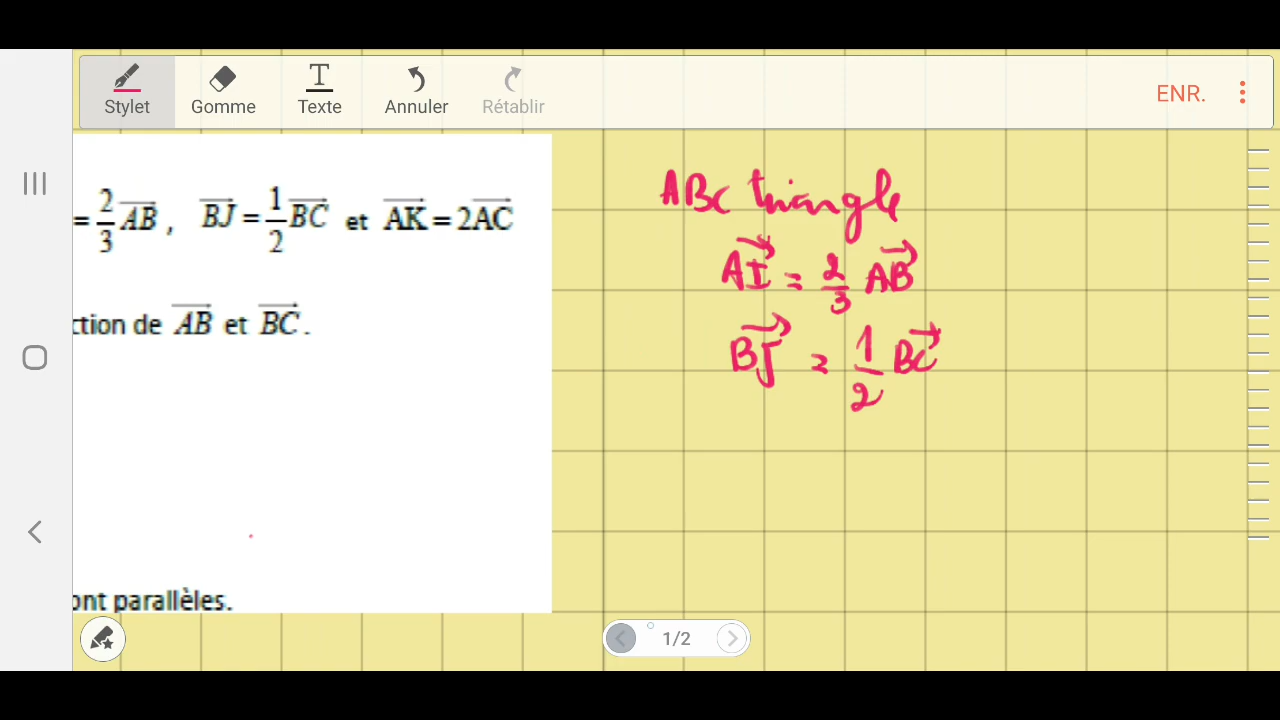 Stylet Gomme Texte Annuler Rétablir ENR.
= 2/3 AB , BJ = 1/2 BC et AK = 2AC
ction de AB et BC .
ont parallèles.
ABC triangle
AI = 2/3 AB
BJ = 1/2 BC
1/2